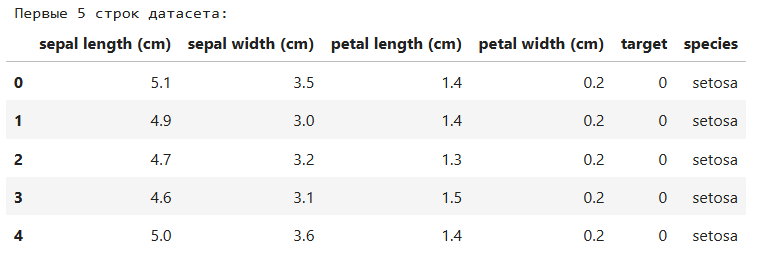 Первые 5 строк датасета:
sepal length (cm) sepal width (cm) petal length (cm) petal width (cm) target species
0 5.1 3.5 1.4 0.2 0 setosa
1 4.9 3.0 1.4 0.2 0 setosa
2 4.7 3.2 1.3 0.2 0 setosa
3 4.6 3.1 1.5 0.2 0 setosa
4 5.0 3.6 1.4 0.2 0 setosa